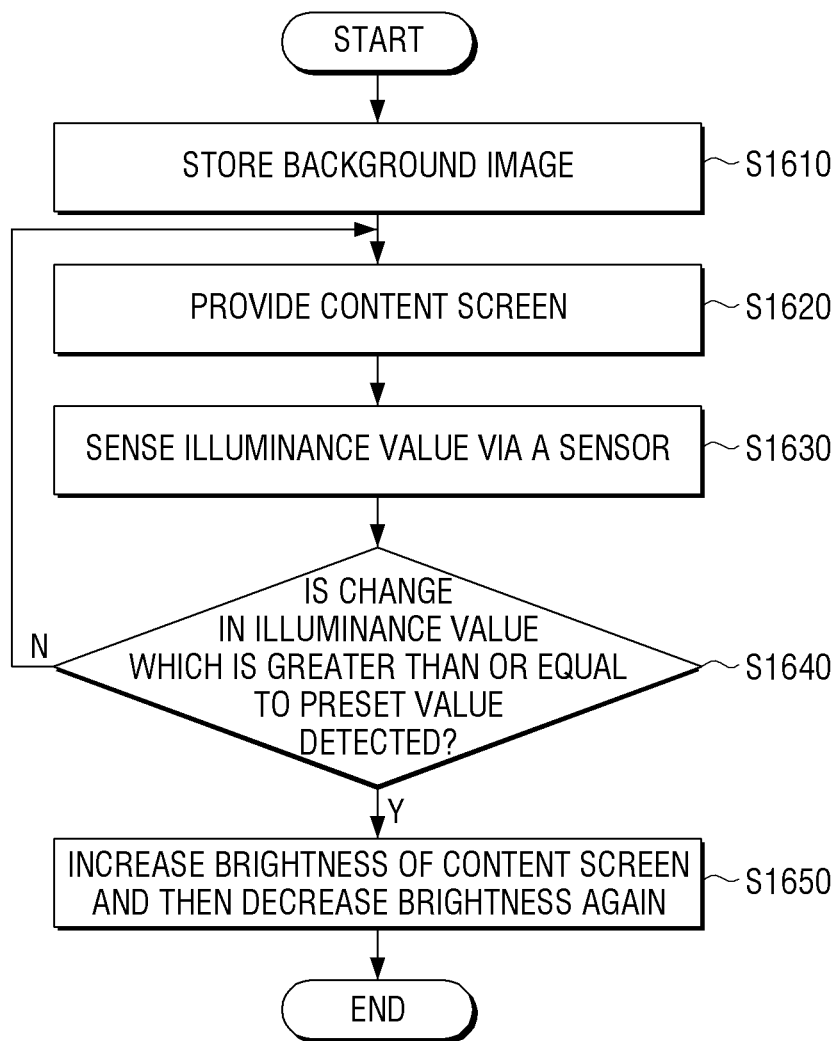 START
STORE BACKGROUND IMAGE
S1610
PROVIDE CONTENT SCREEN
S1620
SENSE ILLUMINANCE VALUE VIA A SENSOR
S1630
IS CHANGE
IN ILLUMINANCE VALUE
WHICH IS GREATER THAN OR EQUAL
TO PRESET VALUE
DETECTED?
N
S1640
Y
INCREASE BRIGHTNESS OF CONTENT SCREEN
AND THEN DECREASE BRIGHTNESS AGAIN
S1650
END